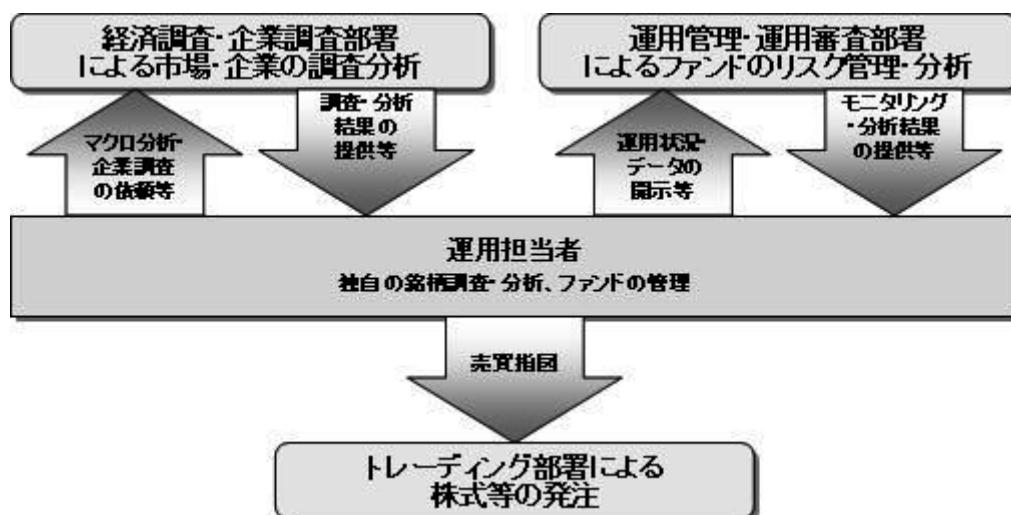 経済調査・企業調査部署
による市場・企業の調査分析
運用管理・運用審査部署
によるファンドのリスク管理・分析
マクロ分析・
企業調査
の依頼等
調査・分析
結果の
提供等
運用状況・
データの
開示等
モニタリング
・分析結果
の提供等
運用担当者
独自の銘柄調査・分析、ファンドの管理
売買指図
トレーディング部署による
株式等の発注